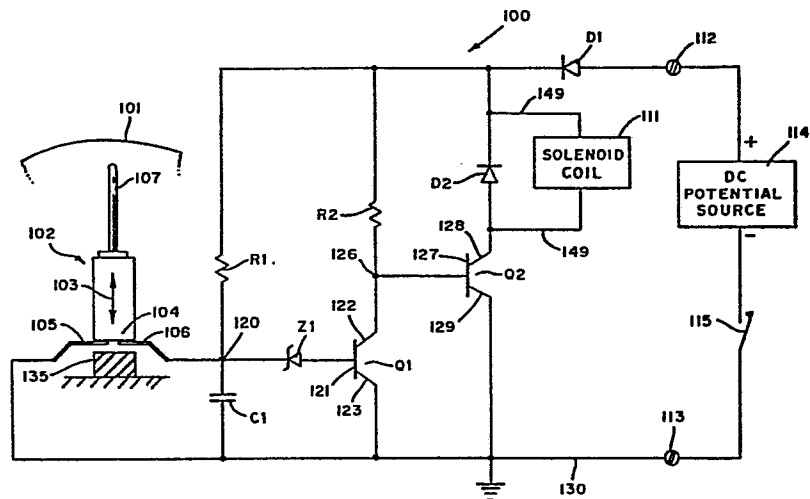 100
D1
112
149
111
SOLENOID
COIL
114
+
DC
POTENTIAL
SOURCE
-
101
107
102
103
104
105
106
135
R1.
120
C1
Z1
R2
126
122
121
123
Q1
D2
128
127
Q2
129
149
115
113
130